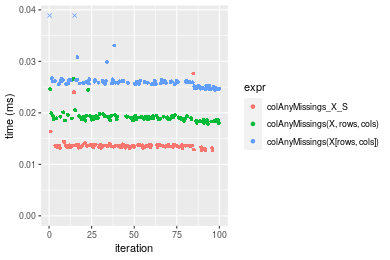 0.04
0.03
0.02
0.01
0.00
time (ms)
0
25
50
75
100
iteration
expr
colAnyMissings_X_S
colAnyMissings(X, rows, cols)
colAnyMissings(X[rows, cols])